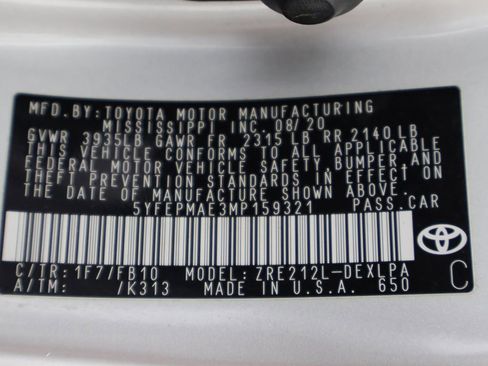 MFD.BY: TOYOTA MOTOR MANUFACTURING
MISSISSIPPI INC. 08/20
GVWR 3935LB GAWR FR 2315 LB RR 2140 LB
THIS VEHICLE CONFORMS TO ALL APPLICABLE
FEDERAL MOTOR VEHICLE SAFETY, BUMPER, AND
THEFT PREVENTION STANDARDS IN EFFECT ON
THE DATE OF MANUFACTURE SHOWN ABOVE.
5YFEPMAE3MP159321 PASS.CAR
C/TR: 1F7/FB10 MODEL: ZRE212L-DEXLPA
A/TM: /K313 MADE IN U.S.A. 650
C
TOYOTA